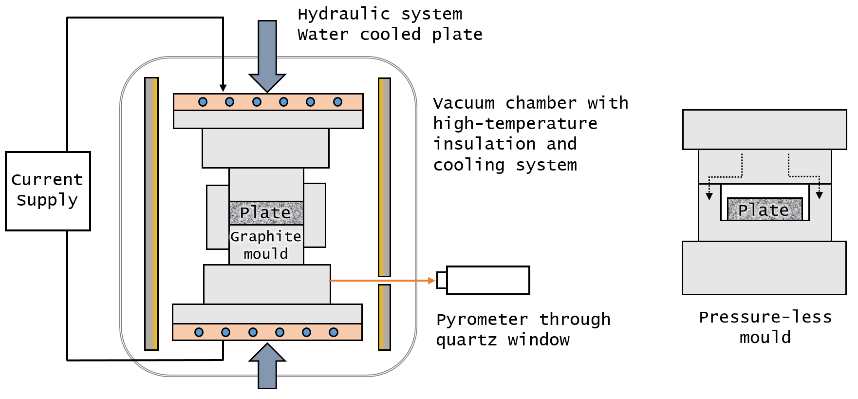 Hydraulic system
Water cooled plate
Vacuum chamber with
high-temperature
insulation and
cooling system
Current
Supply
Plate
Graphite
mould
Pyrometer through
quartz window
Plate
Pressure-less
mould